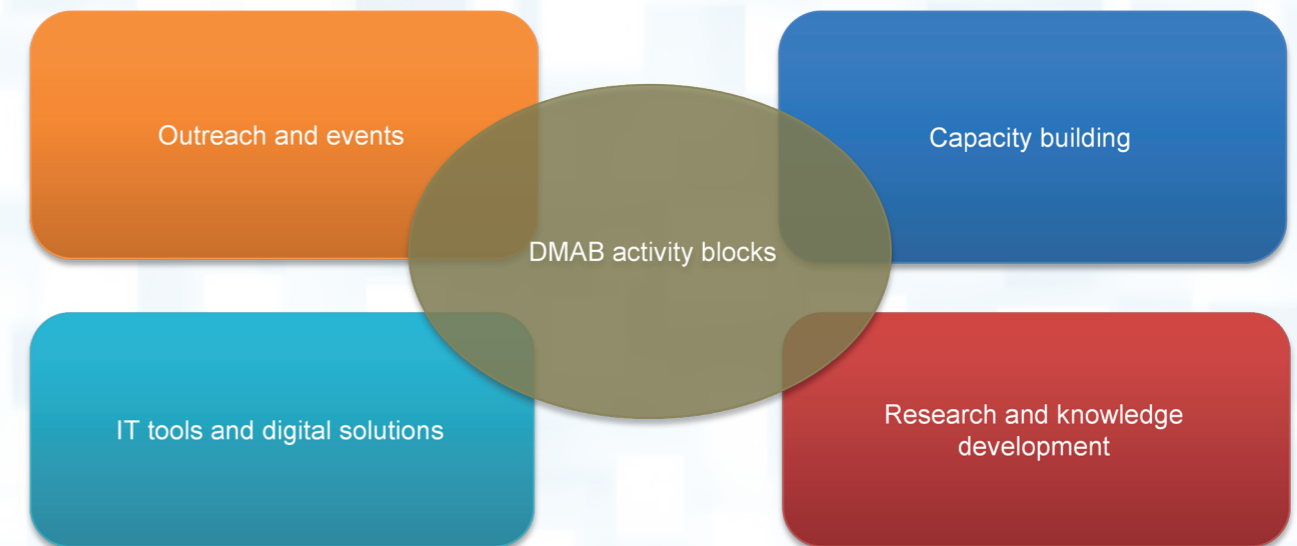 Outreach and events
Capacity building
DMAB activity blocks
IT tools and digital solutions
Research and knowledge
development